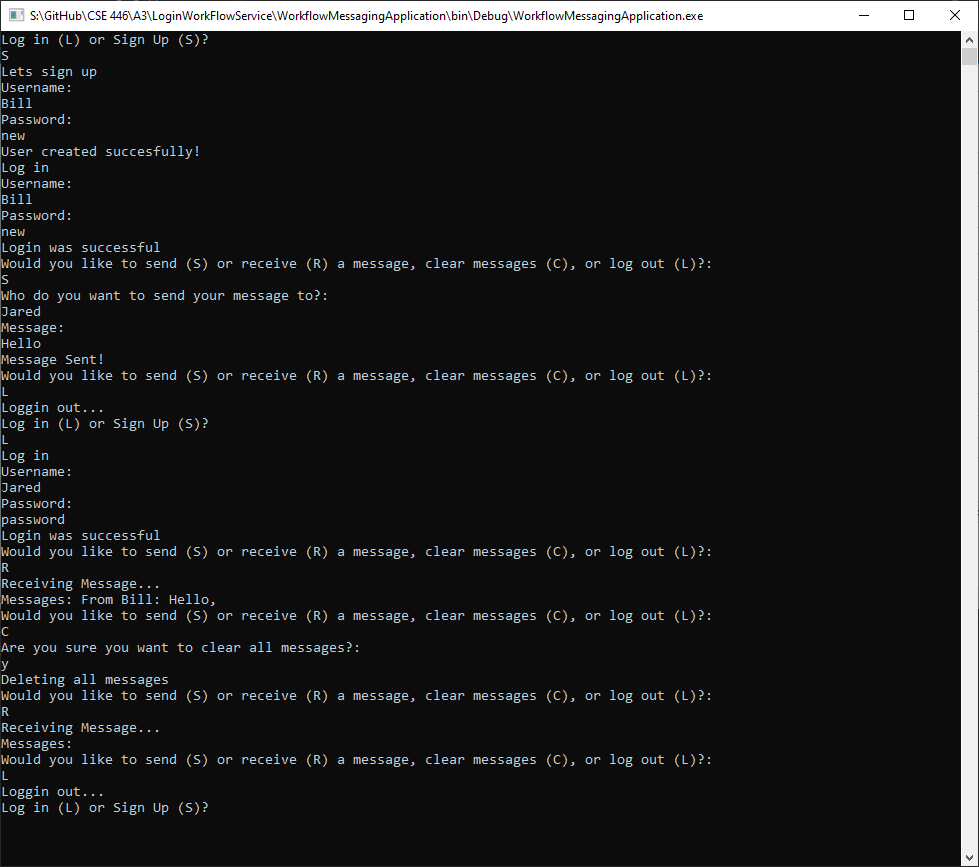 S:\GitHub\CSE 446\A3\LoginWorkFlowService\WorkflowMessagingApplication\bin\Debug\WorkflowMessagingApplication.exe
Log in (L) or Sign Up (S)?
S
Lets sign up
Username:
Bill
Password:
new
User created succesfully!
Log in
Username:
Bill
Password:
new
Login was successful
Would you like to send (S) or receive (R) a message, clear messages (C), or log out (L)?:
S
Who do you want to send your message to?:
Jared
Message:
Hello
Message Sent!
Would you like to send (S) or receive (R) a message, clear messages (C), or log out (L)?:
L
Loggin out...
Log in (L) or Sign Up (S)?
L
Log in
Username:
Jared
Password:
password
Login was successful
Would you like to send (S) or receive (R) a message, clear messages (C), or log out (L)?:
R
Receiving Message...
Messages: From Bill: Hello,
Would you like to send (S) or receive (R) a message, clear messages (C), or log out (L)?:
C
Are you sure you want to clear all messages?:
y
Deleting all messages
Would you like to send (S) or receive (R) a message, clear messages (C), or log out (L)?:
R
Receiving Message...
Messages:
Would you like to send (S) or receive (R) a message, clear messages (C), or log out (L)?:
L
Loggin out...
Log in (L) or Sign Up (S)?